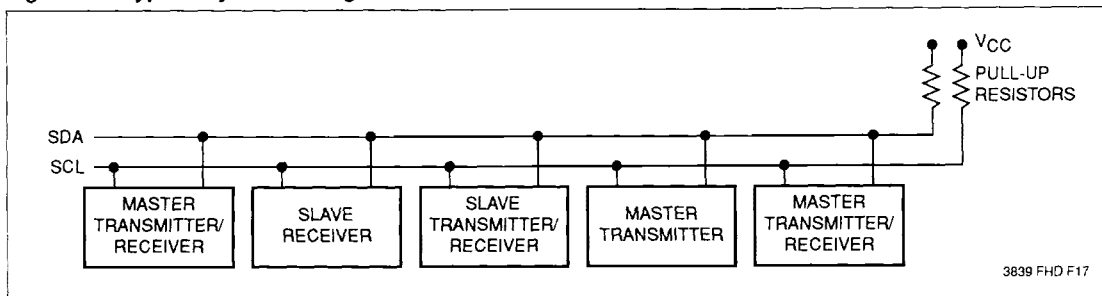 VCC
PULL-UP
RESISTORS
SDA
SCL
MASTER
TRANSMITTER/
RECEIVER
SLAVE
RECEIVER
SLAVE
TRANSMITTER/
RECEIVER
MASTER
TRANSMITTER
MASTER
TRANSMITTER/
RECEIVER
3839 FHD F17